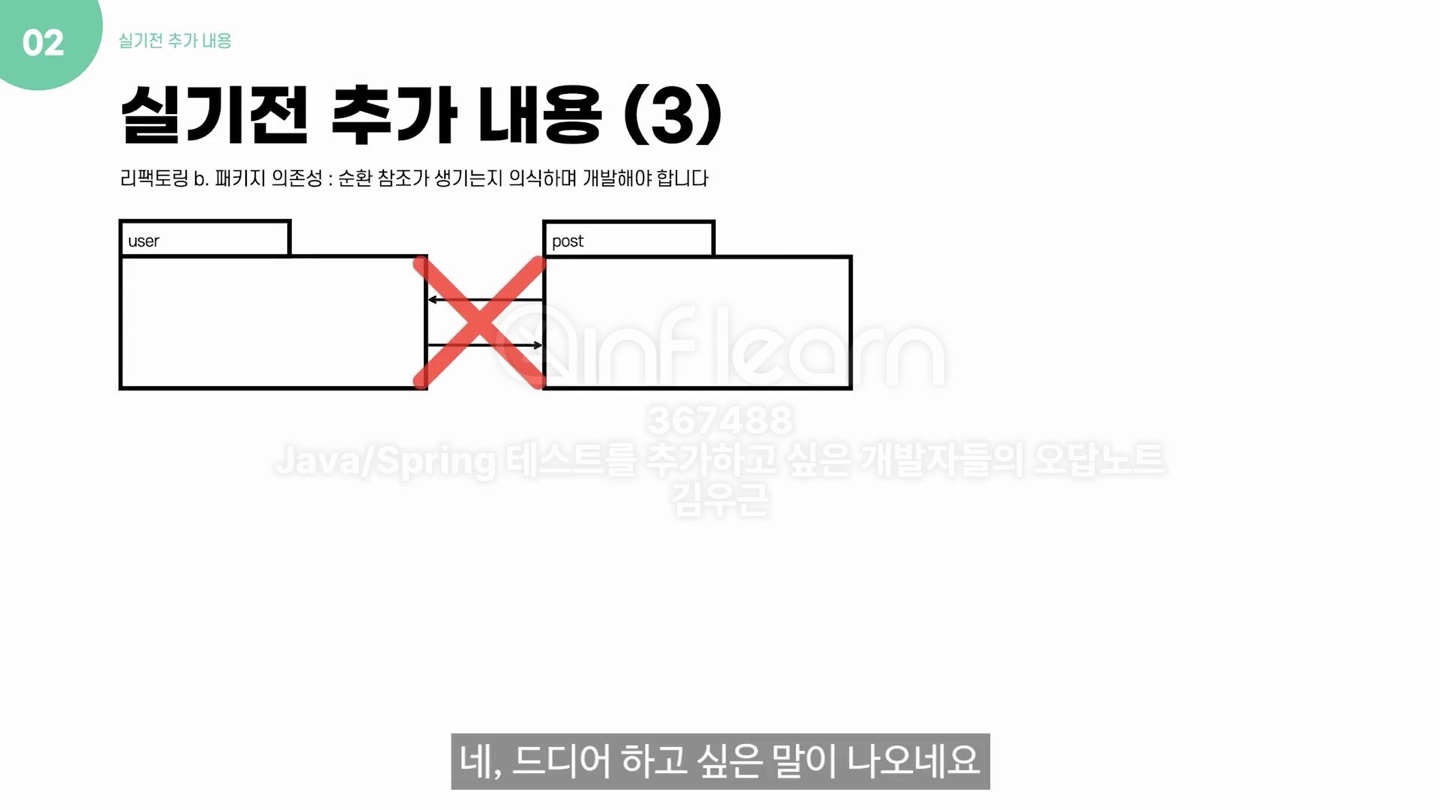 02
실기전 추가 내용
실기전 추가 내용 (3)
리팩토링 b. 패키지 의존성 : 순환 참조가 생기는지 의식하며 개발해야 합니다
user
post
inflearn
367488
Java/Spring 테스트를 추가하고 싶은 개발자들의 오답노트
김우근
네, 드디어 하고 싶은 말이 나오네요